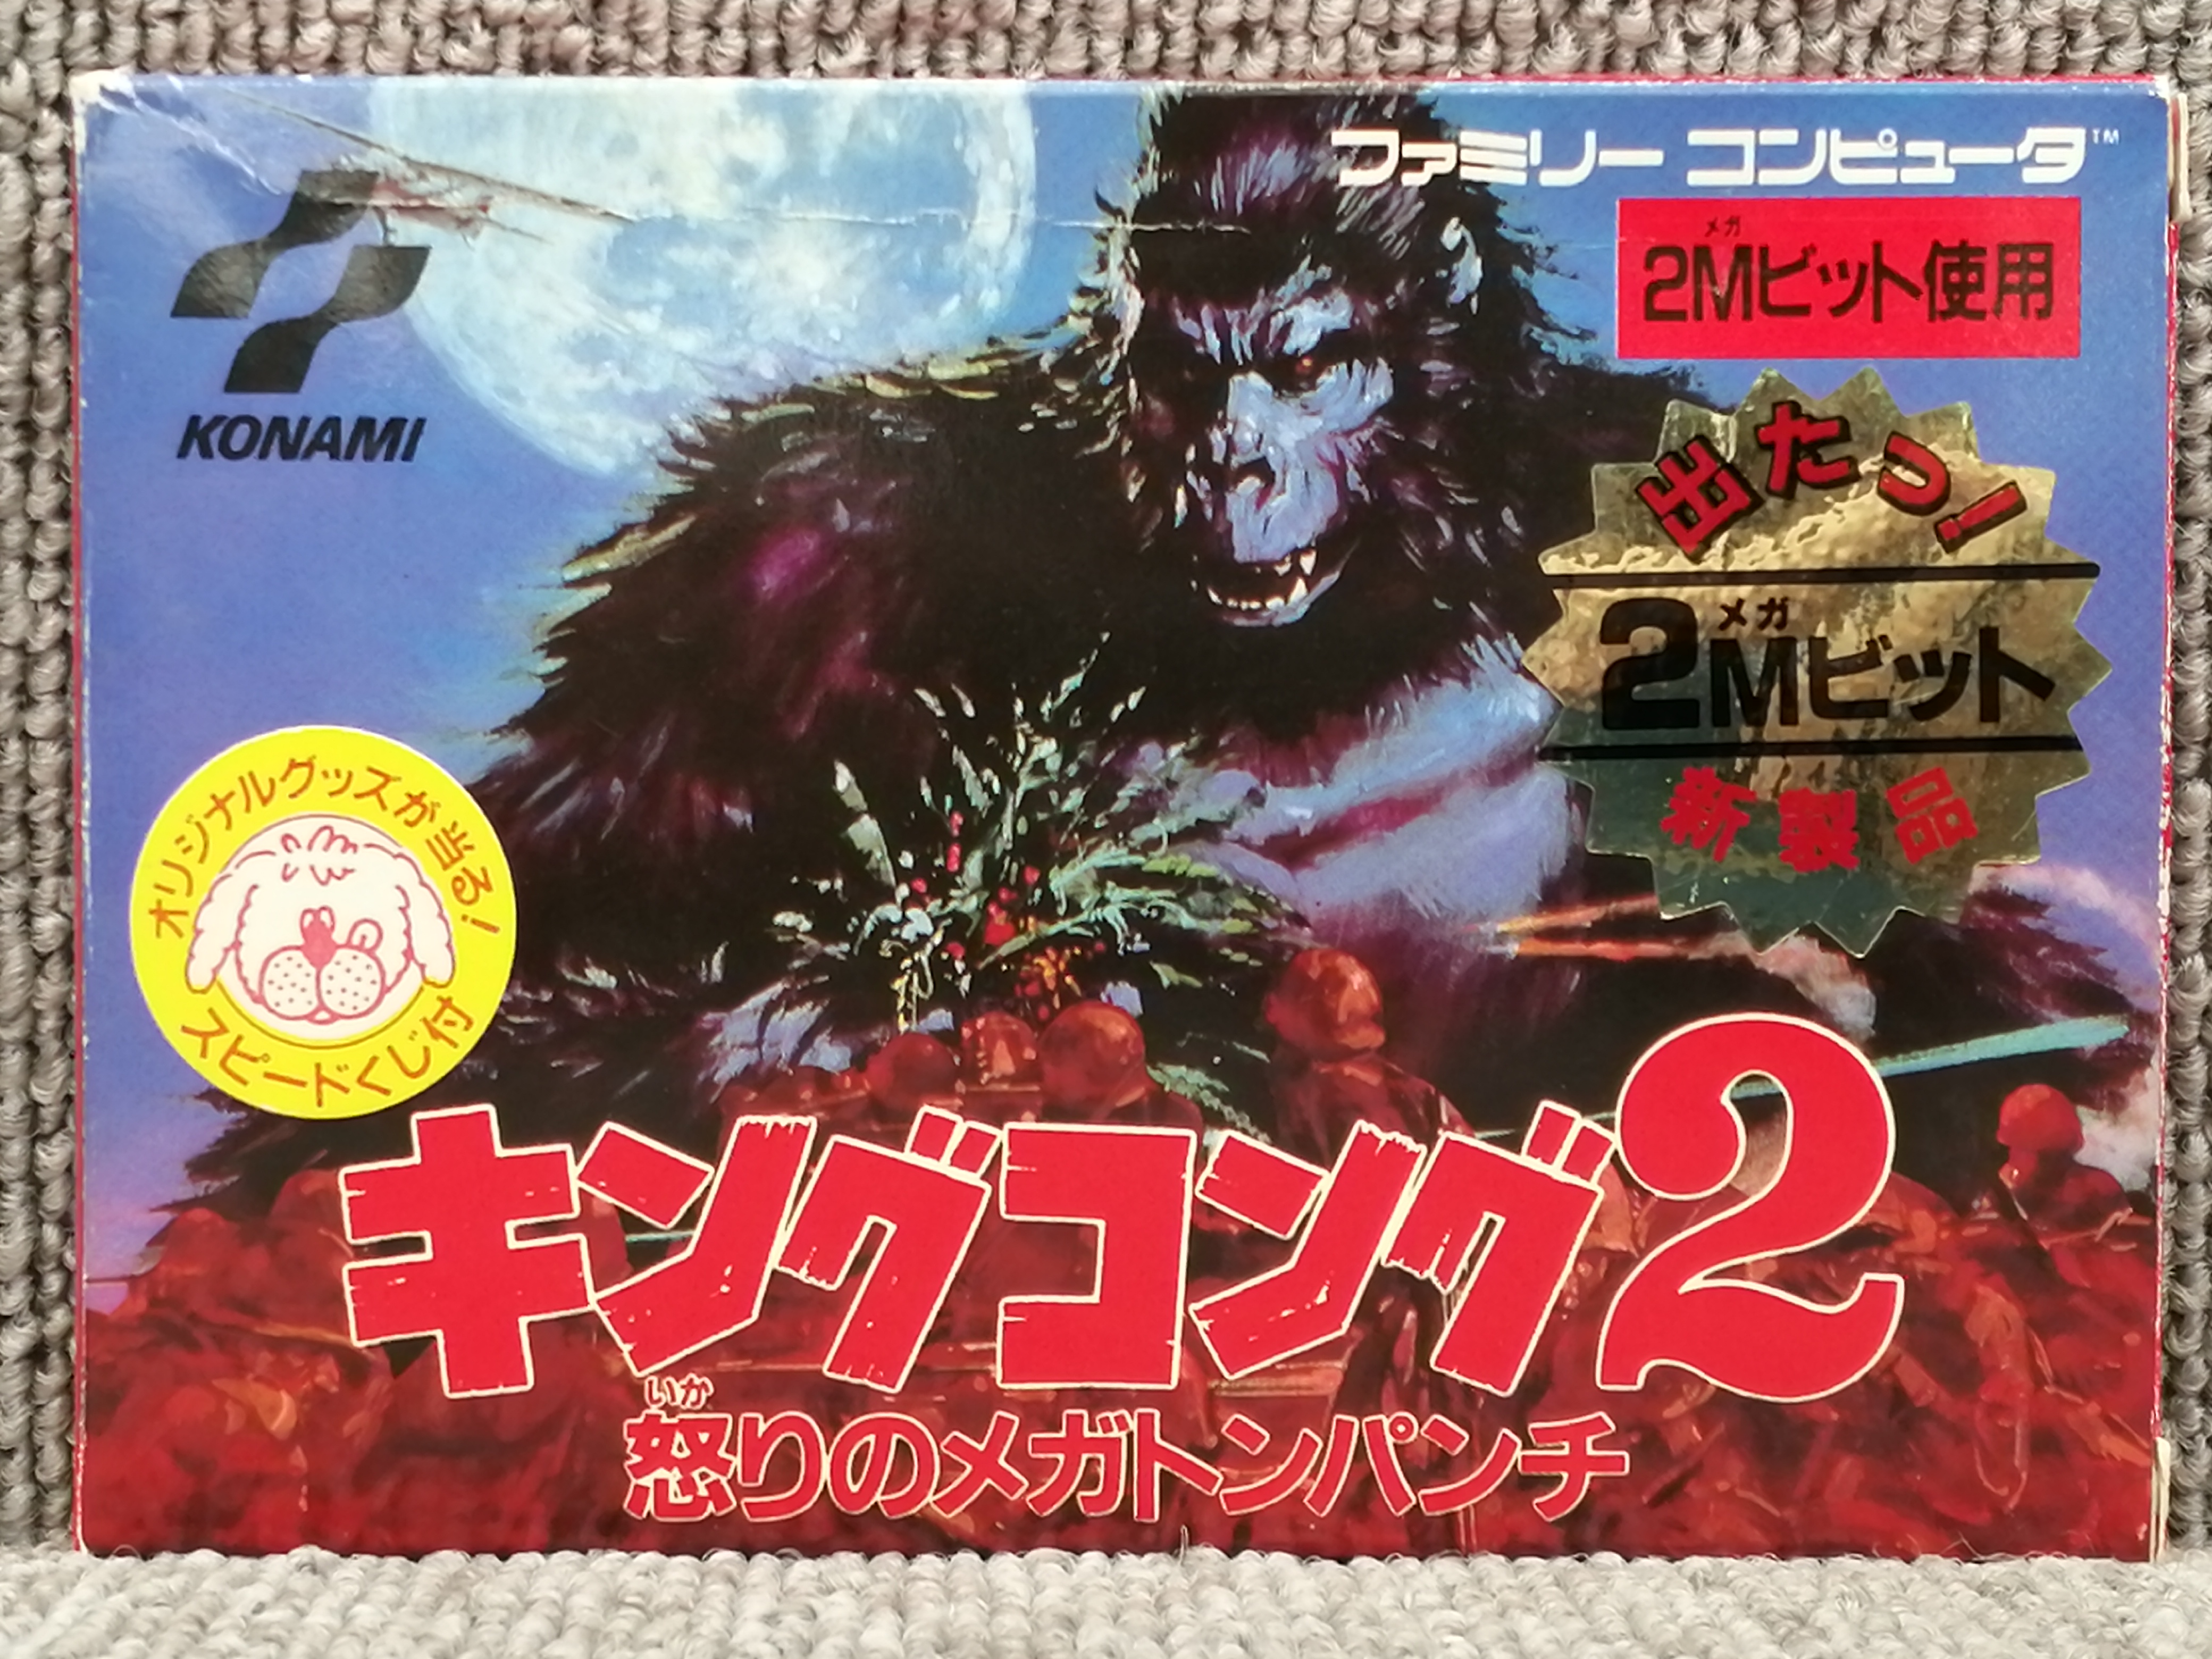 ファミリー コンピュータ™
メガ
2Mビット使用
KONAMI
出たっ!
メガ
2Mビット
新製品
オリジナルグッズが当る!
スピードくじ付
キングコング2
いか
怒りのメガトンパンチ